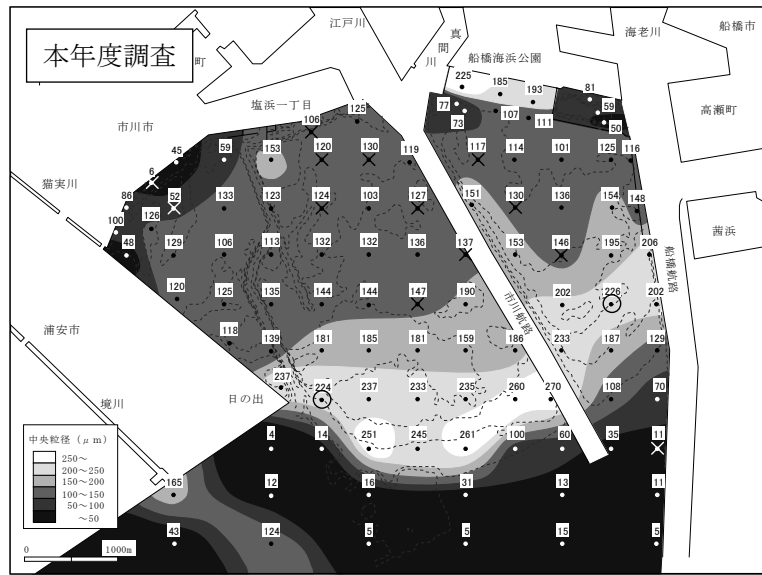 本年度調査
町
江戸川
真間川
船橋海浜公園
海老川
船橋市
高瀬町
塩浜一丁目
市川市
猫実川
浦安市
境川
日の出
市川航路
船橋航路
茜浜
225 185 193 81
77 73 107 111 59 50
106 125
45 59 153 120 130 119 117 114 101 125 116
6 52
86 126 133 123 124 103 127 151 130 136 154 148
100
48 129 106 113 132 132 136 137 153 146 195 206
120 125 135 144 144 147 190 202 226 202
118 139 181 185 181 159 186 233 187 129
237 224 237 233 235 260 270 108 70
4 14 251 245 261 100 60 35 11
165 12 16 31 13 11
43 124 5 5 15 5
中央粒径 (μm)
250~
200~250
150~200
100~150
50~100
~50
0 1000m